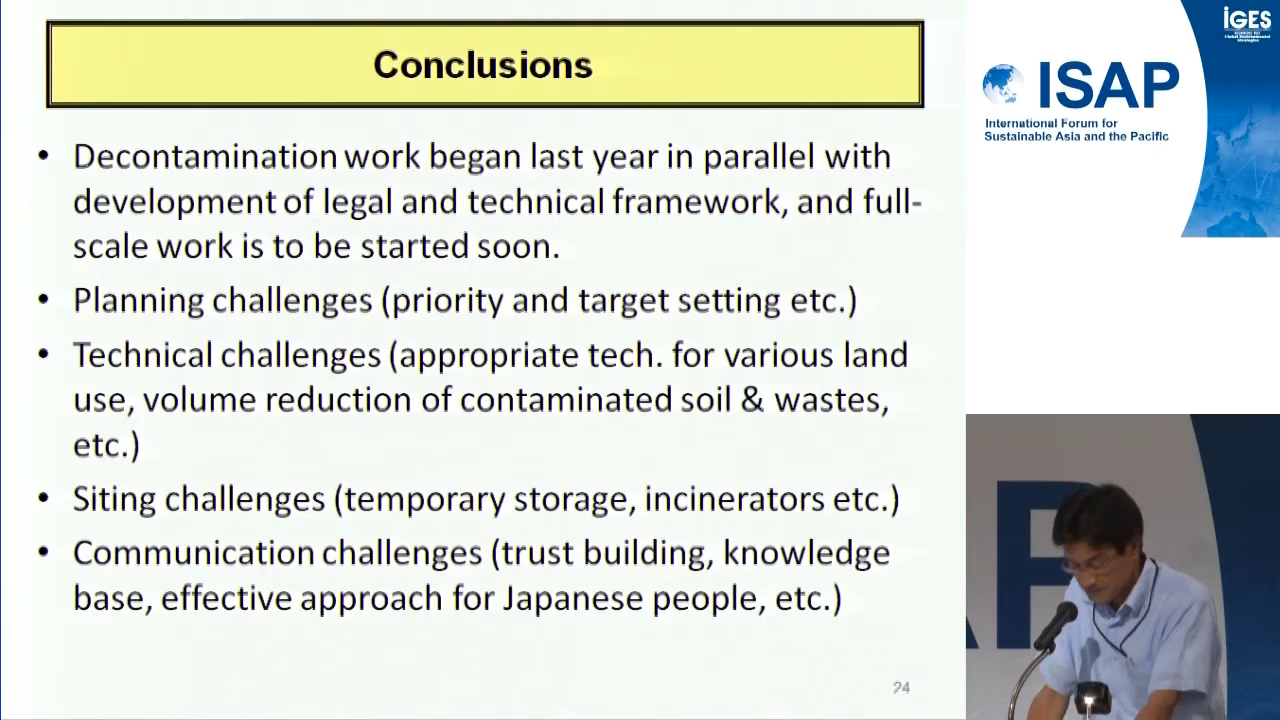 Conclusions
• Decontamination work began last year in parallel with
development of legal and technical framework, and full-
scale work is to be started soon.
• Planning challenges (priority and target setting etc.)
• Technical challenges (appropriate tech. for various land
use, volume reduction of contaminated soil & wastes,
etc.)
• Siting challenges (temporary storage, incinerators etc.)
• Communication challenges (trust building, knowledge
base, effective approach for Japanese people, etc.)
24
IGES
ISAP
International Forum for
Sustainable Asia and the Pacific
AP